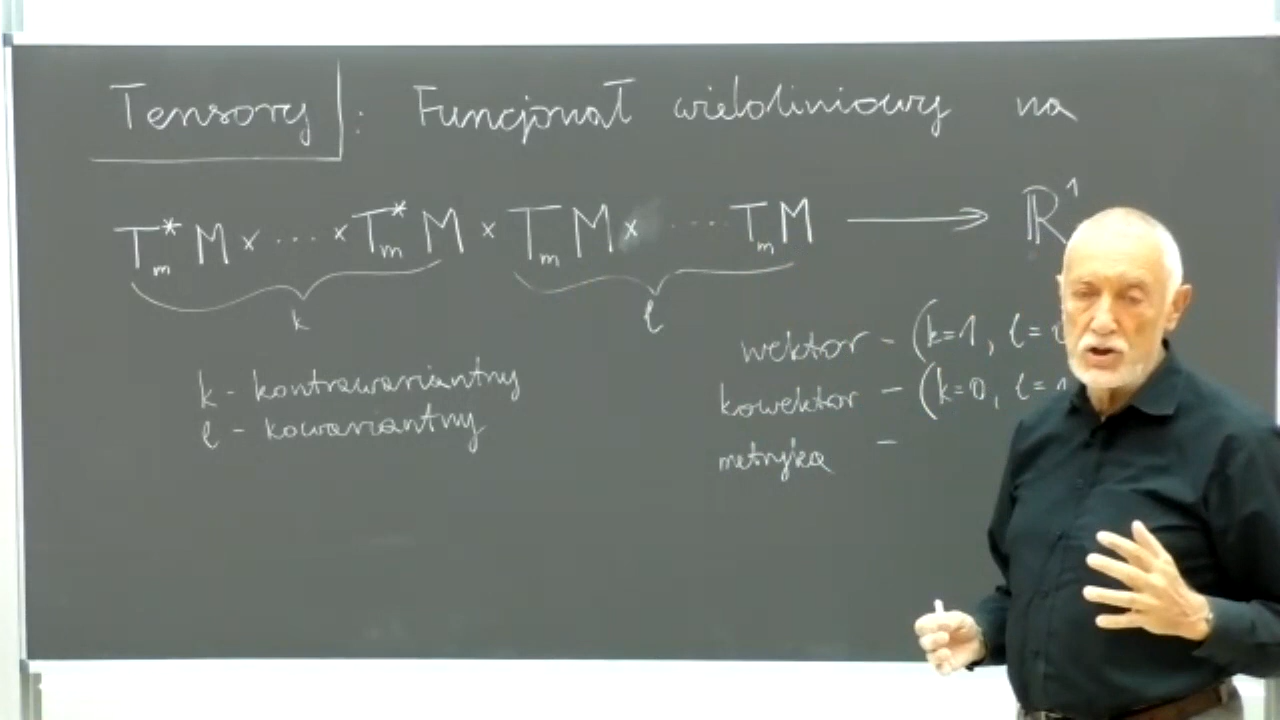 Tensory : Funcjonał wieloliniowy na
T*ₘM × .... × T*ₘM × TₘM × .... TₘM ⟶ ℝ¹
k l
wektor - (k=1, l=
k - kontrawariantny
kowektor - (k=0, l=1
l - kowariantny
metryka -